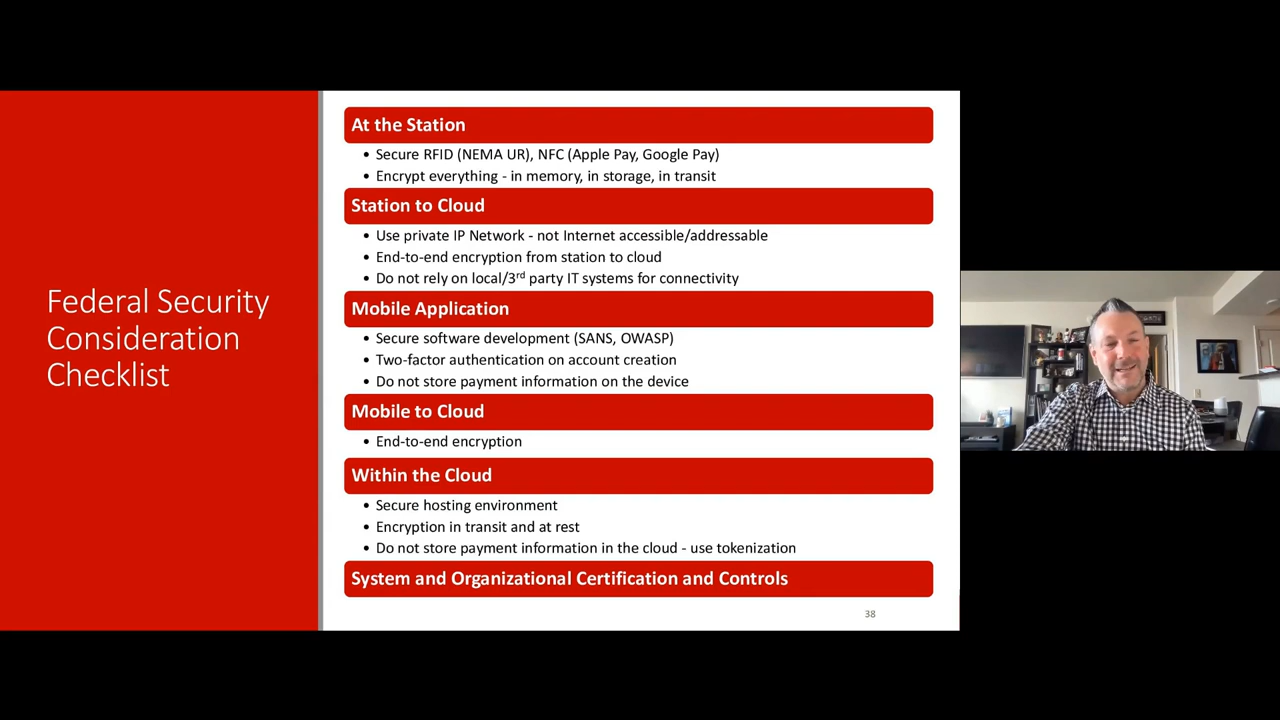 Federal Security
Consideration
Checklist
At the Station
• Secure RFID (NEMA UR), NFC (Apple Pay, Google Pay)
• Encrypt everything - in memory, in storage, in transit
Station to Cloud
• Use private IP Network - not Internet accessible/addressable
• End-to-end encryption from station to cloud
• Do not rely on local/3rd party IT systems for connectivity
Mobile Application
• Secure software development (SANS, OWASP)
• Two-factor authentication on account creation
• Do not store payment information on the device
Mobile to Cloud
• End-to-end encryption
Within the Cloud
• Secure hosting environment
• Encryption in transit and at rest
• Do not store payment information in the cloud - use tokenization
System and Organizational Certification and Controls
38